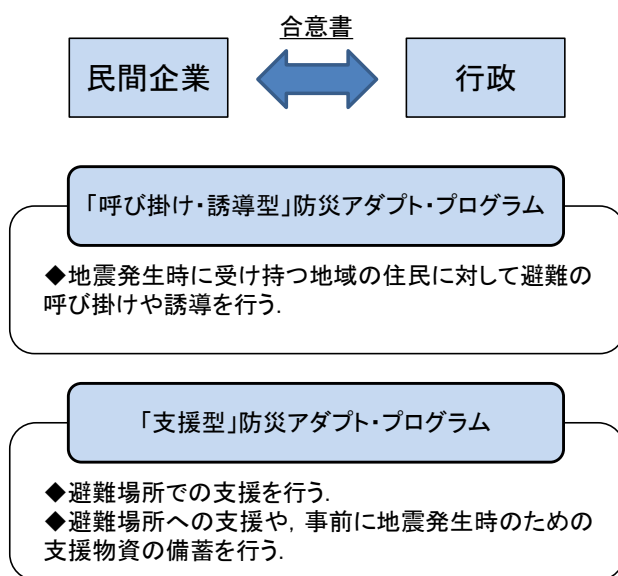 合意書
民間企業
行政
「呼び掛け・誘導型」防災アダプト・プログラム
◆地震発生時に受け持つ地域の住民に対して避難の
呼び掛けや誘導を行う.
「支援型」防災アダプト・プログラム
◆避難場所での支援を行う.
◆避難場所への支援や, 事前に地震発生時のための
支援物資の備蓄を行う.